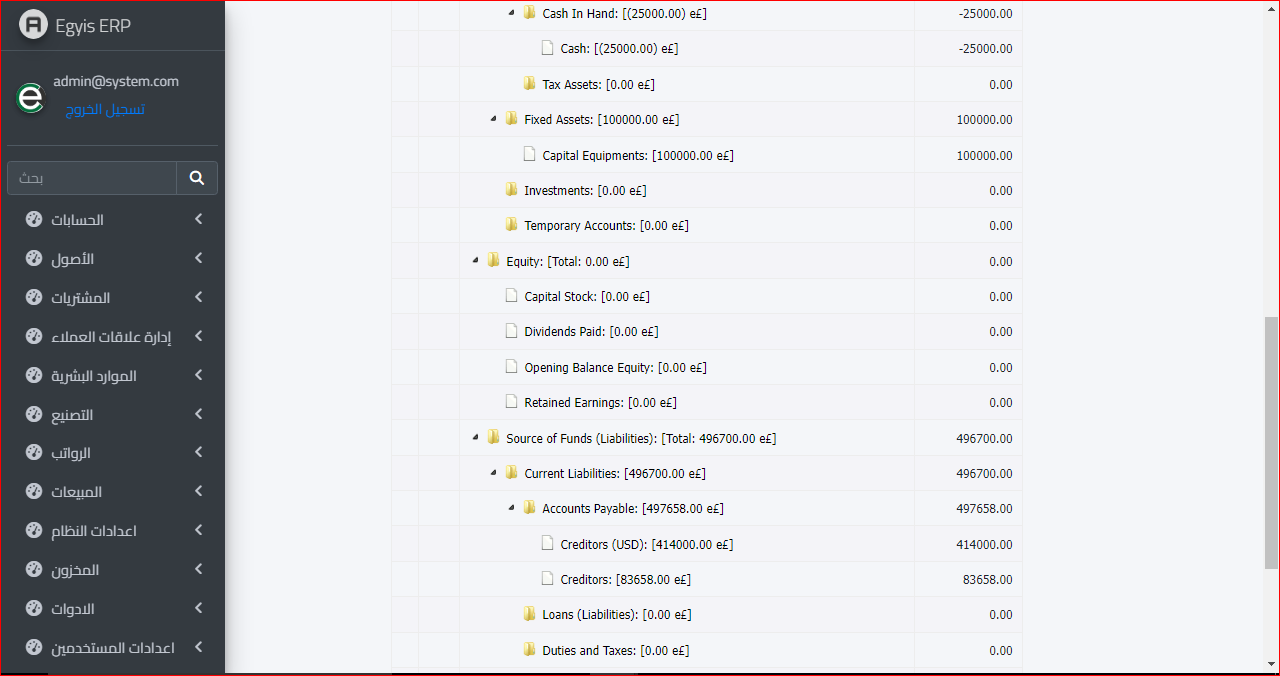 Egyis ERP
admin@system.com
تسجيل الخروج
بحث
الحسابات
الأصول
المشتريات
إدارة علاقات العملاء
الموارد البشرية
التصنيع
الرواتب
المبيعات
اعدادات النظام
المخزون
الادوات
اعدادات المستخدمين
Cash In Hand: [(25000.00) e£] -25000.00
Cash: [(25000.00) e£] -25000.00
Tax Assets: [0.00 e£] 0.00
Fixed Assets: [100000.00 e£] 100000.00
Capital Equipments: [100000.00 e£] 100000.00
Investments: [0.00 e£] 0.00
Temporary Accounts: [0.00 e£] 0.00
Equity: [Total: 0.00 e£] 0.00
Capital Stock: [0.00 e£] 0.00
Dividends Paid: [0.00 e£] 0.00
Opening Balance Equity: [0.00 e£] 0.00
Retained Earnings: [0.00 e£] 0.00
Source of Funds (Liabilities): [Total: 496700.00 e£] 496700.00
Current Liabilities: [496700.00 e£] 496700.00
Accounts Payable: [497658.00 e£] 497658.00
Creditors (USD): [414000.00 e£] 414000.00
Creditors: [83658.00 e£] 83658.00
Loans (Liabilities): [0.00 e£] 0.00
Duties and Taxes: [0.00 e£] 0.00